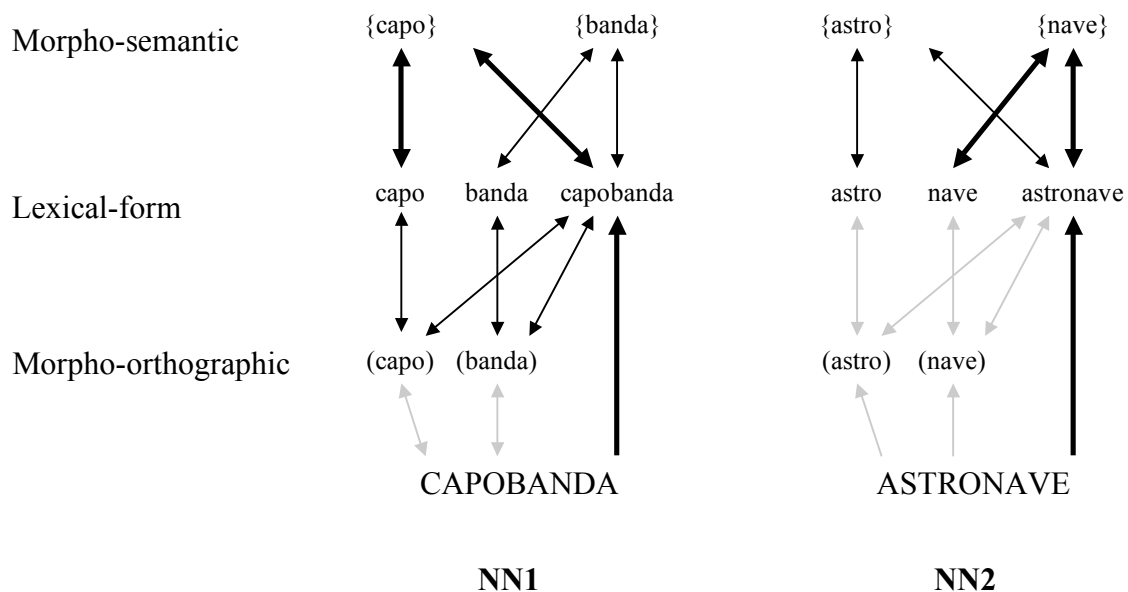 Morpho-semantic {capo} {banda} {astro} {nave}
Lexical-form capo banda capobanda astro nave astronave
Morpho-orthographic (capo) (banda) (astro) (nave)
CAPOBANDA ASTRONAVE
NN1 NN2